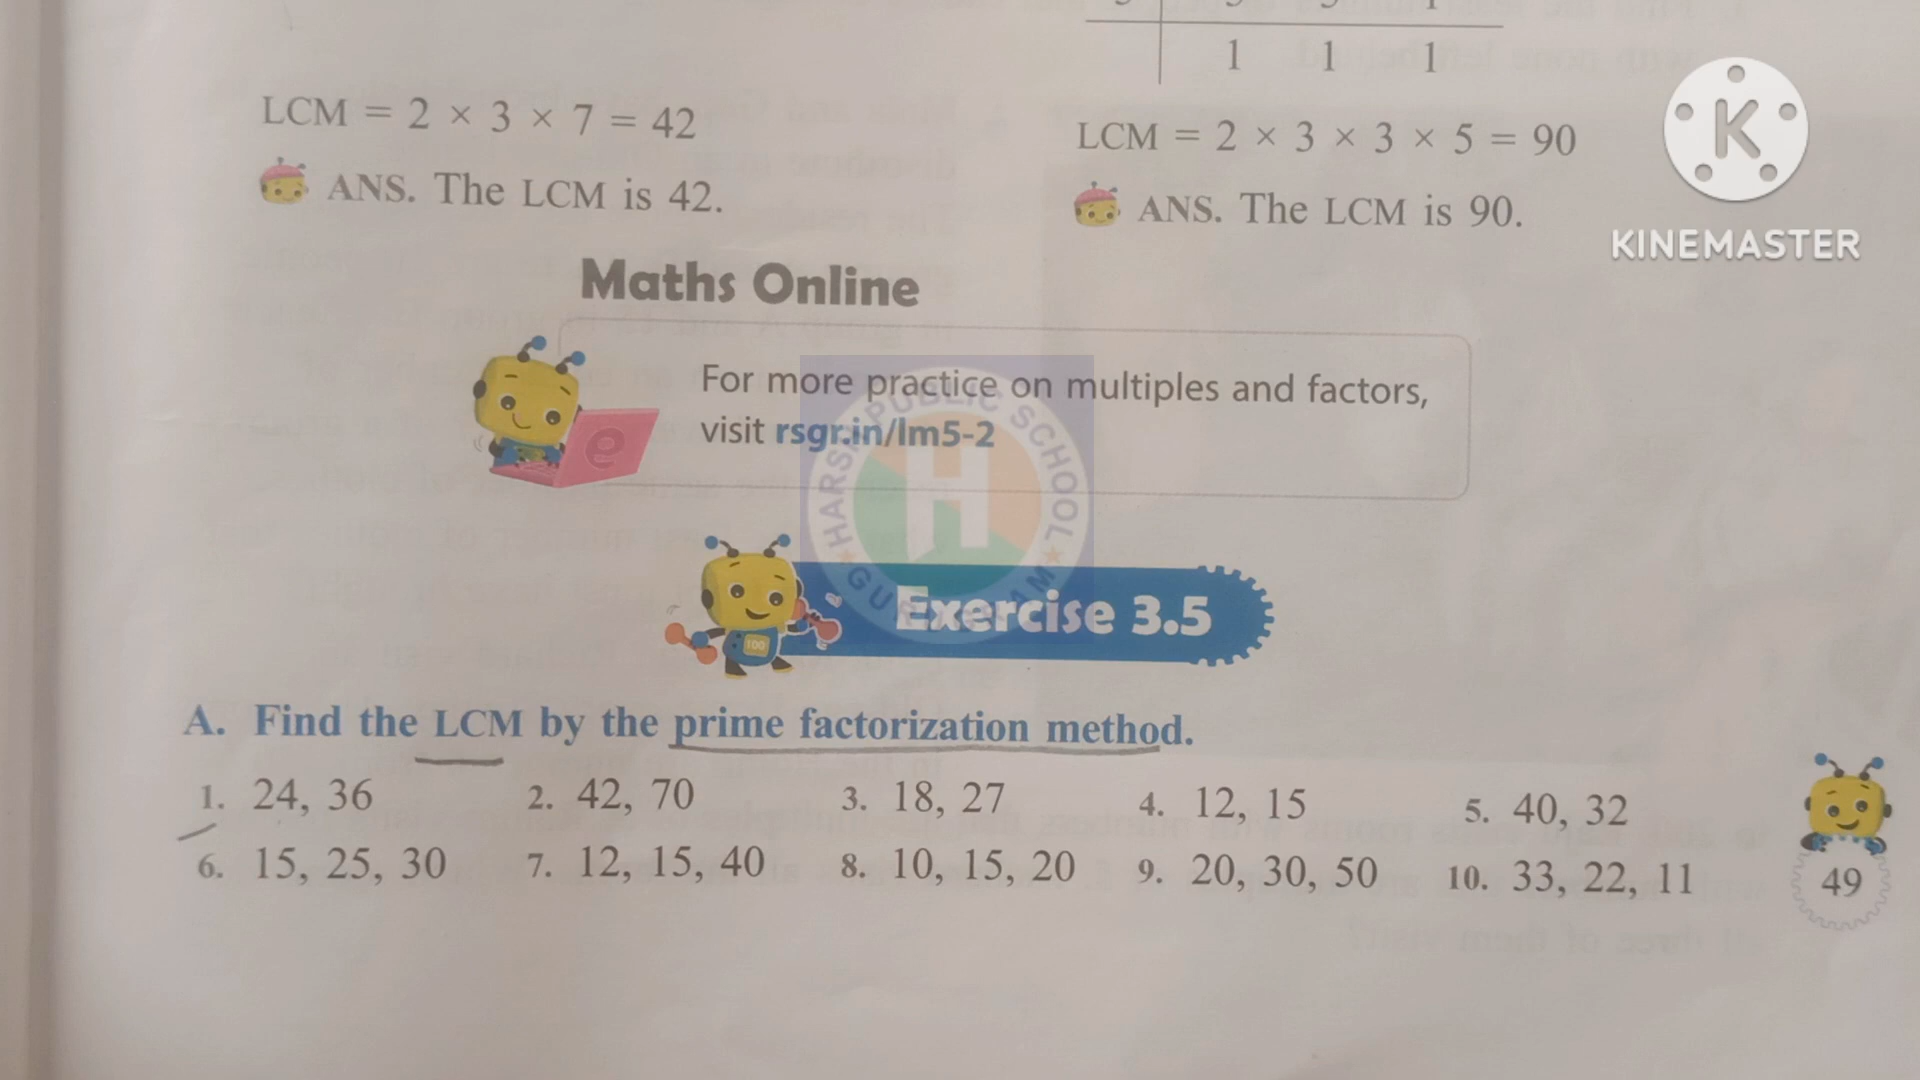 1 1 1
LCM = 2 × 3 × 7 = 42
ANS. The LCM is 42.
LCM = 2 × 3 × 3 × 5 = 90
ANS. The LCM is 90.
K
KINEMASTER
Maths Online
For more practice on multiples and factors,
visit rsgr.in/lm5-2
e
HARSH PUBLIC SCHOOL
H
Exercise 3.5
100
A. Find the LCM by the prime factorization method.
1. 24, 36 2. 42, 70 3. 18, 27 4. 12, 15 5. 40, 32
6. 15, 25, 30 7. 12, 15, 40 8. 10, 15, 20 9. 20, 30, 50 10. 33, 22, 11
49